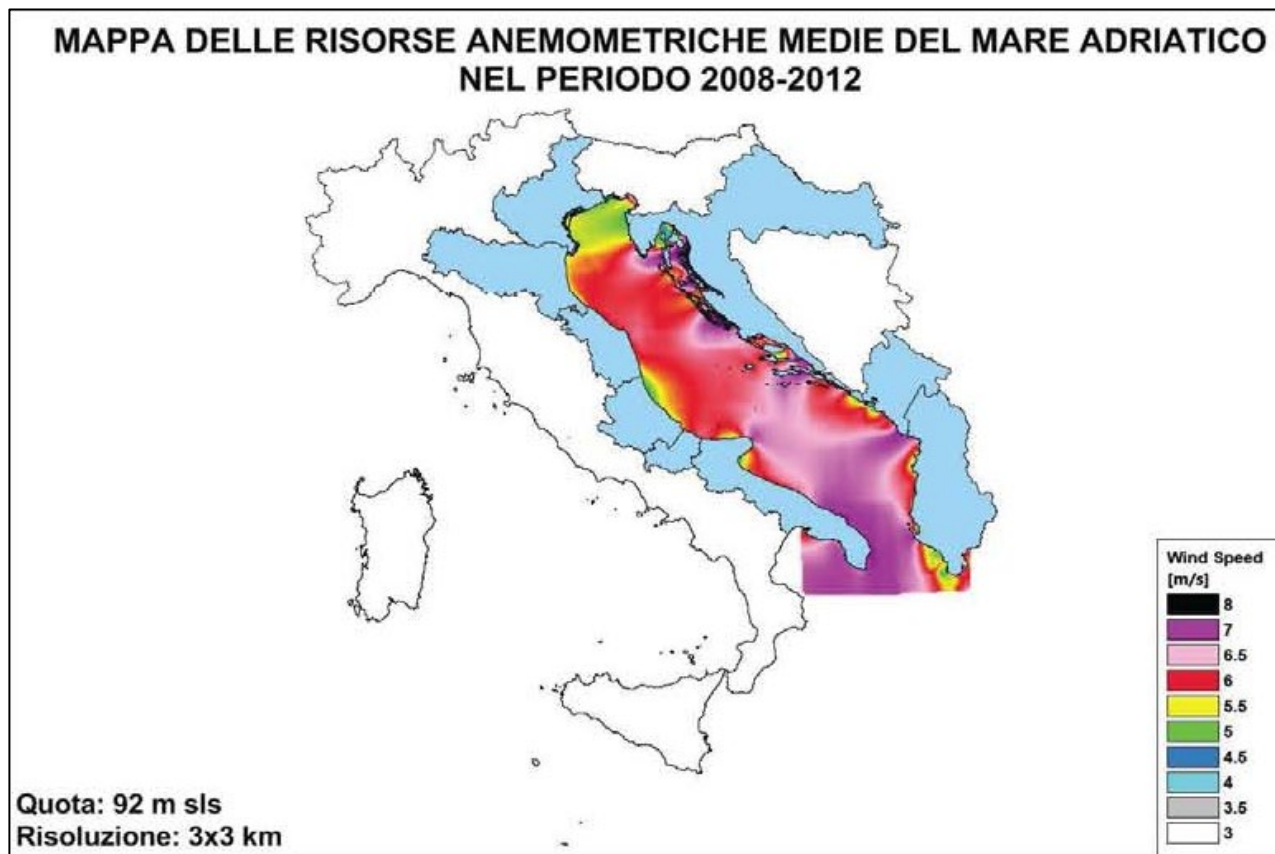 MAPPA DELLE RISORSE ANEMOMETRICHE MEDIE DEL MARE ADRIATICO
NEL PERIODO 2008-2012
Wind Speed
[m/s]
8
7
6.5
6
5.5
5
4.5
4
3.5
3
Quota: 92 m sls
Risoluzione: 3x3 km